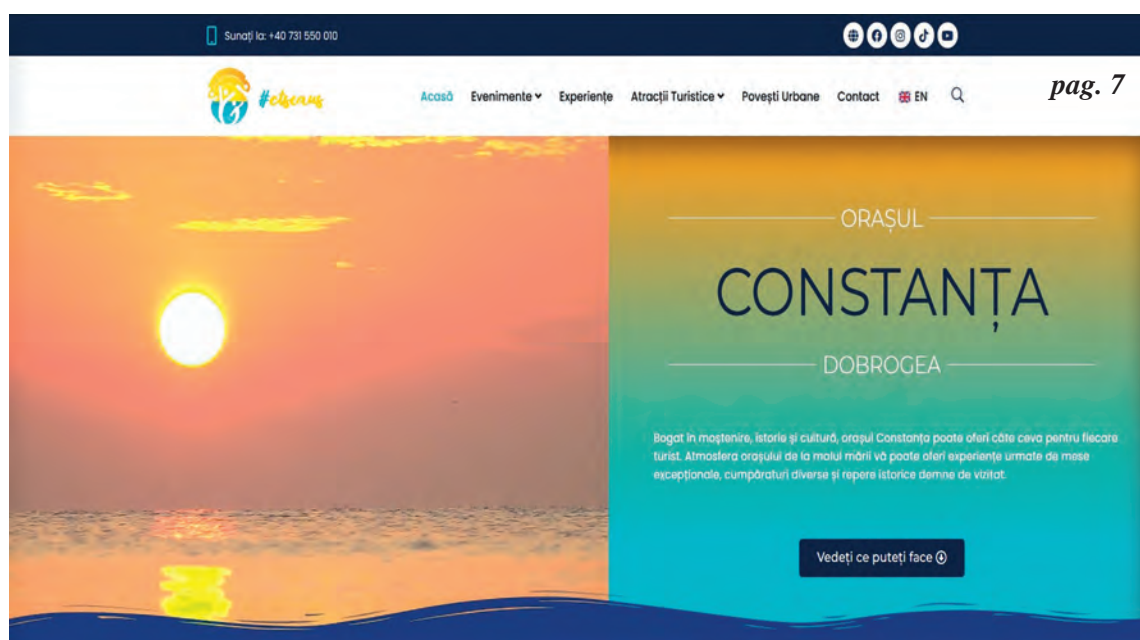 Sunați la: +40 731 550 010
Acasă Evenimente Experiențe Atracții Turistice Povești Urbane Contact EN
pag. 7
ORAȘUL
CONSTANȚA
DOBROGEA
Bogat în moștenire, istorie și cultură, orașul Constanța poate oferi câte ceva pentru fiecare
turist. Atmosfera orașului de la malul mării vă poate oferi experiențe urmate de mese
excepționale, cumpărături diverse și repere istorice demne de vizitat.
Vedeți ce puteți face